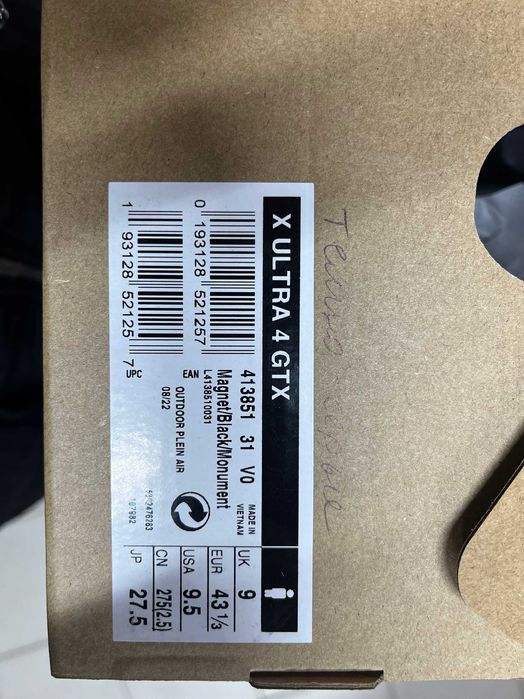 Темно серые
X ULTRA 4 GTX
413851 31 V0
MADE IN
VIETNAM
Magnet/Black/Monument
L4138510031
0 193128 521257
EAN
OUTDOOR PLEIN AIR
08/22
1 93128 52125 7
UPC
UK 9
EUR 43 1/3
USA 9.5
CN 275(2.5)
JP 27.5